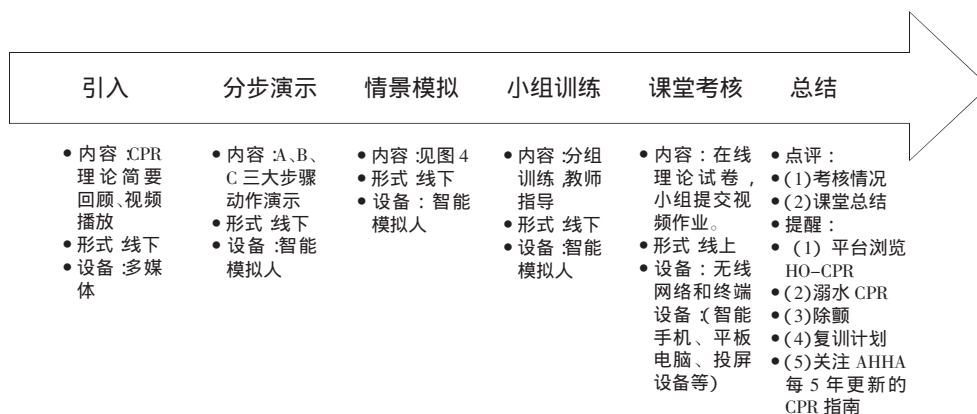 引入
分步演示
情景模拟
小组训练
课堂考核
总结
● 内容:CPR
理论简要
回顾、视频
播放
● 形式:线下
● 设备:多媒
体
● 内容:A、B、
C 三大步骤
动作演示
● 形式:线下
● 设备:智能
模拟人
● 内容:见图 4
● 形式:线下
● 设备:智能
模拟人
● 内容:分组
训练,教师
指导
● 形式:线下
● 设备:智能
模拟人
● 内容:在线
理论试卷,
小组提交视
频作业。
● 形式:线上
● 设备:无线
网络和终端
设备:(智能
手机、平板
电脑、投屏
设备等)
● 点评:
● (1)考核情况
● (2)课堂总结
● 提醒:
● (1) 平台浏览
HO-CPR
● (2)溺水 CPR
● (3)除颤
● (4)复训计划
● (5)关注 AHHA
每 5 年更新的
CPR 指南